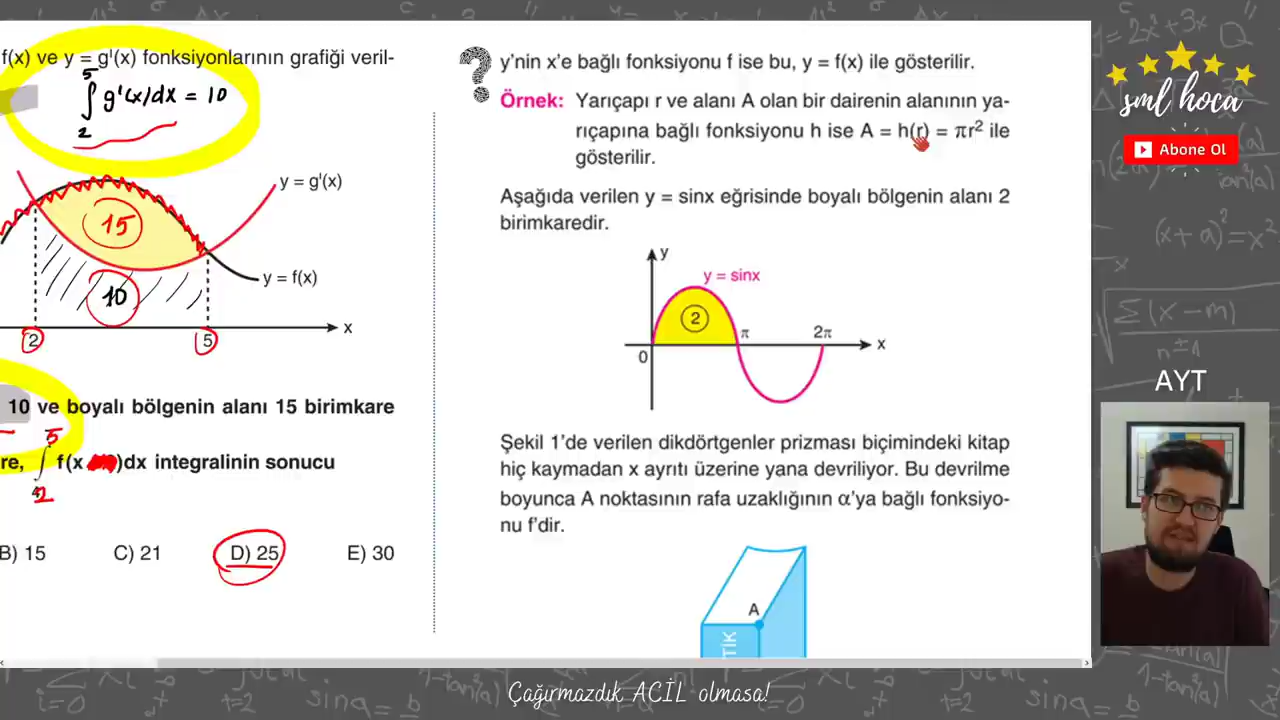 f(x) ve y = g'(x) fonksiyonlarının grafiği veril-
5
∫ g'(x)dx = 10
2
y = g'(x)
15
y = f(x)
10
x
2
5
10 ve boyalı bölgenin alanı 15 birimkare
5
re, ∫ f(x )dx integralinin sonucu
2
B) 15 C) 21 D) 25 E) 30
?
y'nin x'e bağlı fonksiyonu f ise bu, y = f(x) ile gösterilir.
Örnek: Yarıçapı r ve alanı A olan bir dairenin alanının ya-
rıçapına bağlı fonksiyonu h ise A = h(r) = πr² ile
gösterilir.
Aşağıda verilen y = sinx eğrisinde boyalı bölgenin alanı 2
birimkaredir.
y
y = sinx
2
π
2π
x
0
Şekil 1'de verilen dikdörtgenler prizması biçimindeki kitap
hiç kaymadan x ayrıtı üzerine yana devriliyor. Bu devrilme
boyunca A noktasının rafa uzaklığının α'ya bağlı fonksiyo-
nu f'dir.
A
TİK
sml hoca
Abone Ol
AYT
Çağırmazdık ACİL olmasa!